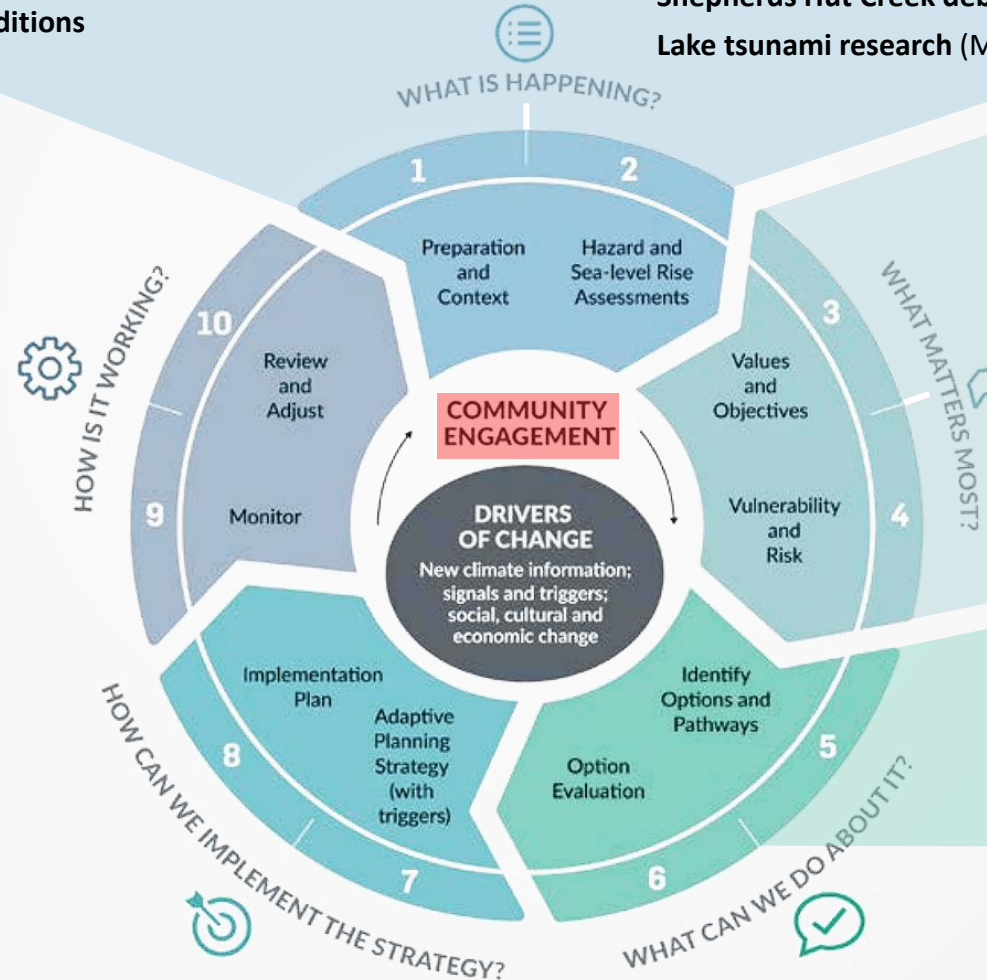 ditions
Shepherds Hut Creek deb
Lake tsunami research (M
WHAT IS HAPPENING?
1
2
Preparation
and
Context
Hazard and
Sea-level Rise
Assessments
WHAT MATTERS MOST?
3
Values
and
Objectives
4
Vulnerability
and
Risk
WHAT CAN WE DO ABOUT IT?
5
Identify
Options and
Pathways
6
Option
Evaluation
HOW CAN WE IMPLEMENT THE STRATEGY?
7
Adaptive
Planning
Strategy
(with
triggers)
8
Implementation
Plan
HOW IS IT WORKING?
9
Monitor
10
Review
and
Adjust
COMMUNITY
ENGAGEMENT
DRIVERS
OF CHANGE
New climate information;
signals and triggers;
social, cultural and
economic change